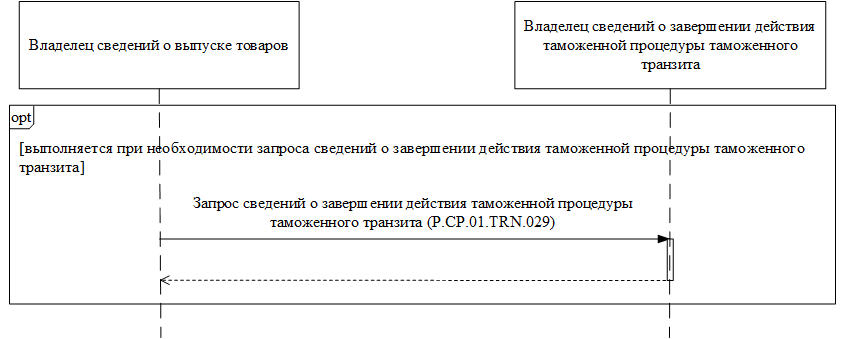 Владелец сведений о выпуске товаров
Владелец сведений о завершении действия
таможенной процедуры таможенного
транзита
opt
[выполняется при необходимости запроса сведений о завершении действия таможенной процедуры таможенного
транзита]
Запрос сведений о завершении действия таможенной процедуры
таможенного транзита (P.CP.01.TRN.029)